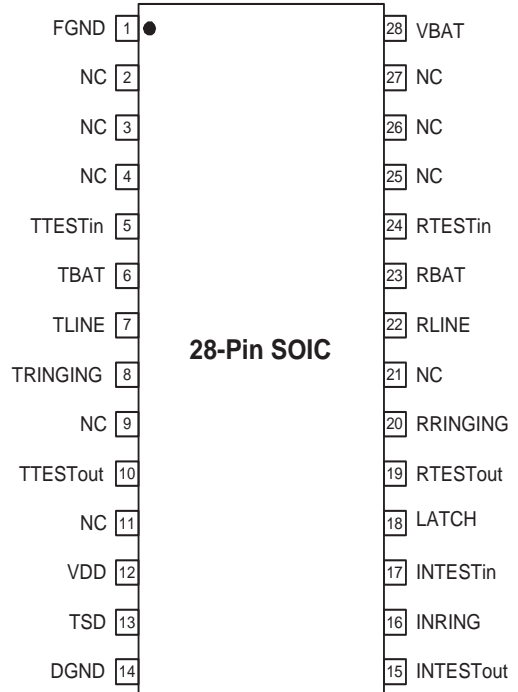 FGND 1 28 VBAT
NC 2 27 NC
NC 3 26 NC
NC 4 25 NC
TTESTin 5 24 RTESTin
TBAT 6 23 RBAT
TLINE 7 22 RLINE
28-Pin SOIC
TRINGING 8 21 NC
NC 9 20 RRINGING
TTESTout 10 19 RTESTout
NC 11 18 LATCH
VDD 12 17 INTESTin
TSD 13 16 INRING
DGND 14 15 INTESTout